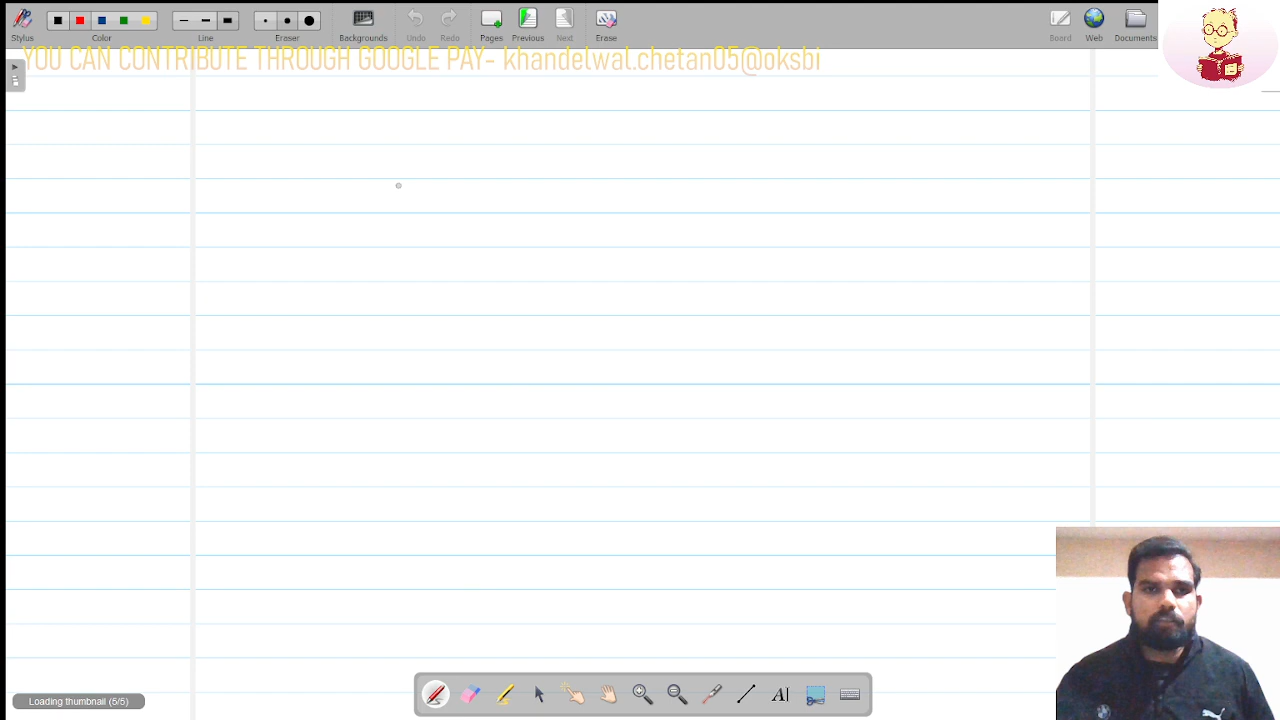 Stylus
Color
Line
Eraser
Backgrounds
Undo
Redo
Pages
Previous
Next
Erase
Board
Web
Documents
YOU CAN CONTRIBUTE THROUGH GOOGLE PAY- khandelwal.chetan05@oksbi
Loading thumbnail (5/5)
AI